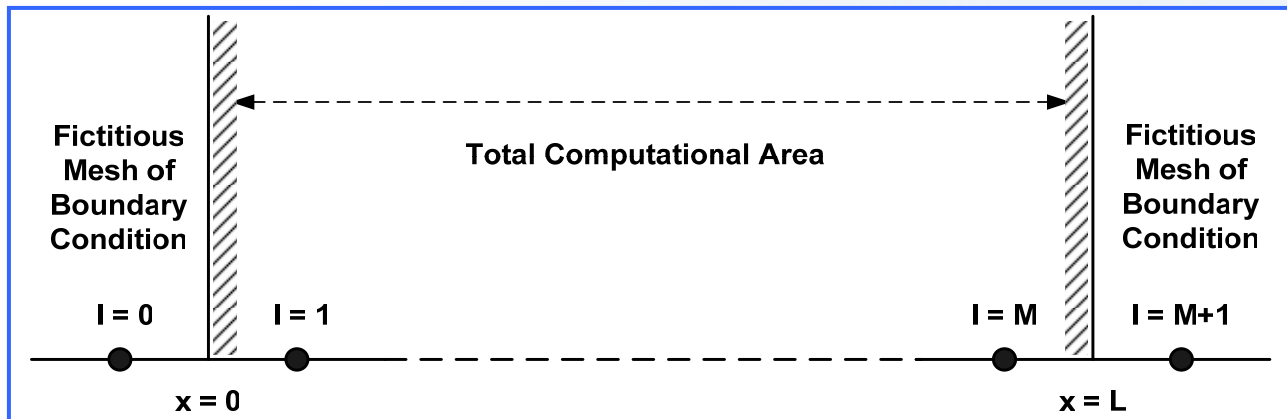 Fictitious
Mesh of
Boundary
Condition
Total Computational Area
Fictitious
Mesh of
Boundary
Condition
I = 0
I = 1
I = M
I = M+1
x = 0
x = L